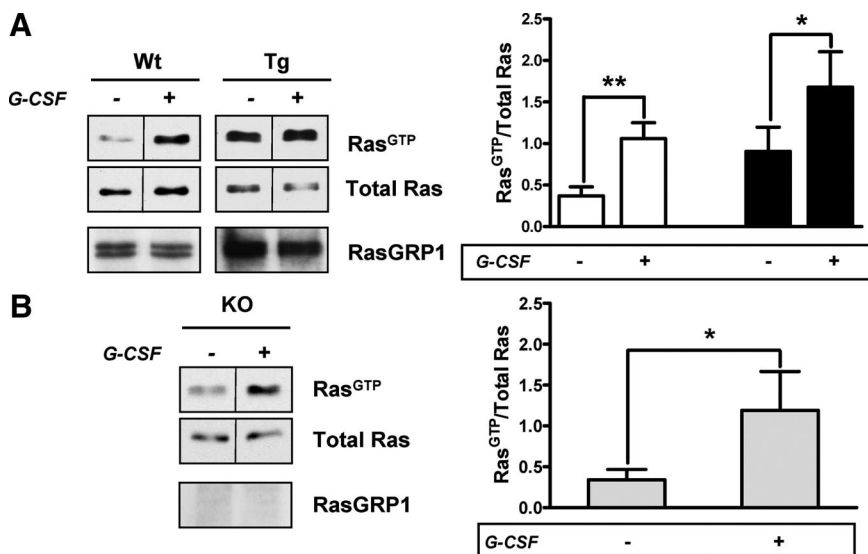 A
Wt Tg
G-CSF - + - +
Ras^GTP
Total Ras
RasGRP1
Ras^GTP/Total Ras
2.5
2.0
1.5
1.0
0.5
0.0
** *
G-CSF - + - +
B
KO
G-CSF - +
Ras^GTP
Total Ras
RasGRP1
Ras^GTP/Total Ras
2.5
2.0
1.5
1.0
0.5
0.0
*
G-CSF - +